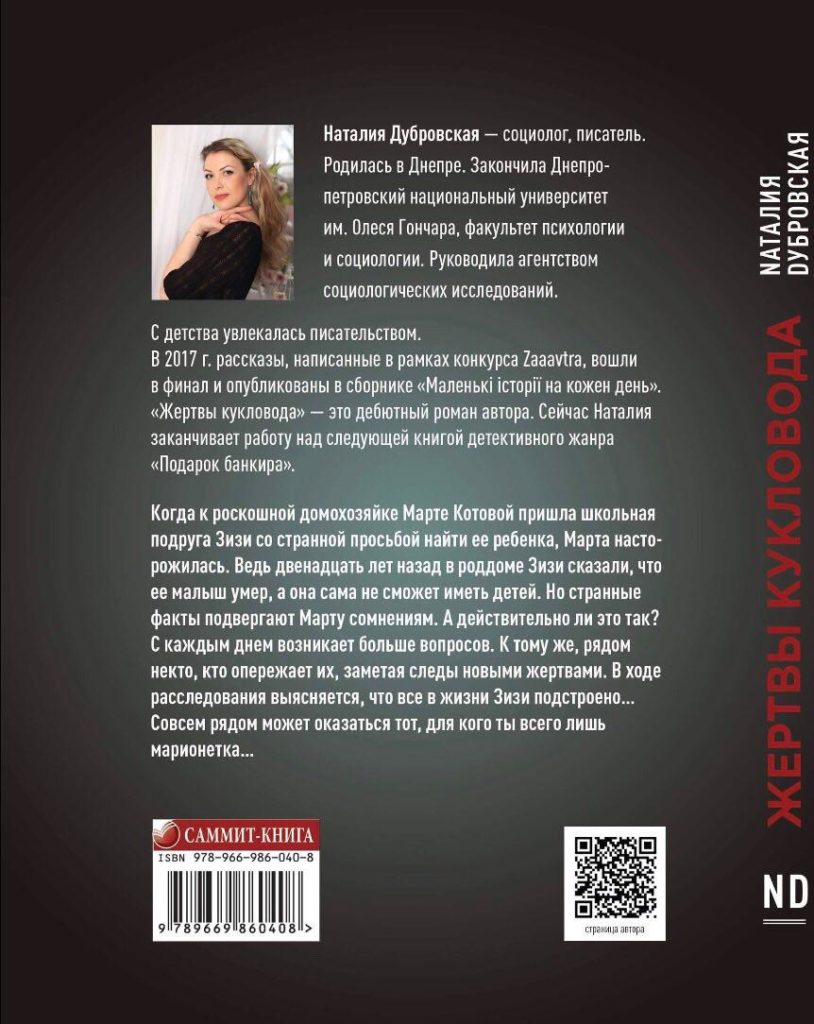 Наталия Дубровская — социолог, писатель.
Родилась в Днепре. Закончила Днепро-
петровский национальный университет
им. Олеся Гончара, факультет психологии
и социологии. Руководила агентством
социологических исследований.
С детства увлекалась писательством.
В 2017 г. рассказы, написанные в рамках конкурса Zaaavtra, вошли
в финал и опубликованы в сборнике «Маленькі історії на кожен день».
«Жертвы кукловода» — это дебютный роман автора. Сейчас Наталия
заканчивает работу над следующей книгой детективного жанра
«Подарок банкира».
Когда к роскошной домохозяйке Марте Котовой пришла школьная
подруга Зизи со странной просьбой найти ее ребенка, Марта насто-
рожилась. Ведь двенадцать лет назад в роддоме Зизи сказали, что
ее малыш умер, а она сама не сможет иметь детей. Но странные
факты подвергают Марту сомнениям. А действительно ли это так?
С каждым днем возникает больше вопросов. К тому же, рядом
некто, кто опережает их, заметая следы новыми жертвами. В ходе
расследования выясняется, что все в жизни Зизи подстроено...
Совсем рядом может оказаться тот, для кого ты всего лишь
марионетка...
САММИТ-КНИГА
ISBN 978-966-986-040-8
9 789669 860408 >
страница автора
NАТАЛИЯ
DУБРОВСКАЯ
ЖЕРТВЫ КУКЛОВОДА
ND